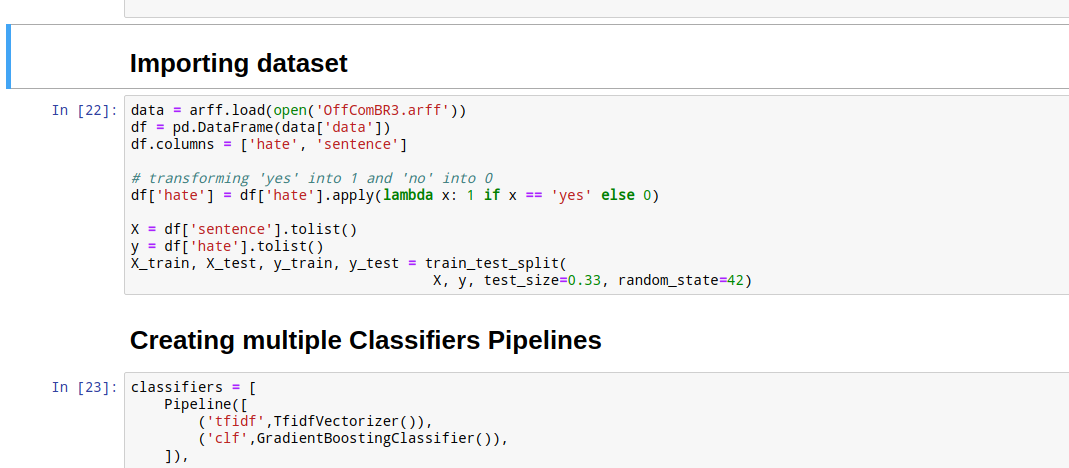 Importing dataset
In [22]:
data = arff.load(open('OffComBR3.arff'))
df = pd.DataFrame(data['data'])
df.columns = ['hate', 'sentence']
# transforming 'yes' into 1 and 'no' into 0
df['hate'] = df['hate'].apply(lambda x: 1 if x == 'yes' else 0)
X = df['sentence'].tolist()
y = df['hate'].tolist()
X_train, X_test, y_train, y_test = train_test_split(
X, y, test_size=0.33, random_state=42)
Creating multiple Classifiers Pipelines
In [23]:
classifiers = [
Pipeline([
('tfidf',TfidfVectorizer()),
('clf',GradientBoostingClassifier()),
]),